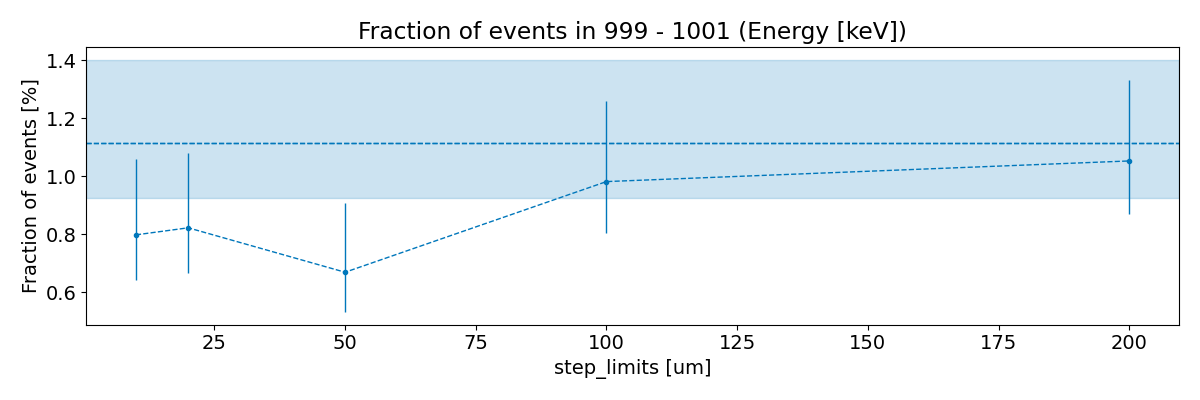 Fraction of events in 999 - 1001 (Energy [keV])
Fraction of events [%]
1.4
1.2
1.0
0.8
0.6
25 50 75 100 125 150 175 200
step_limits [um]